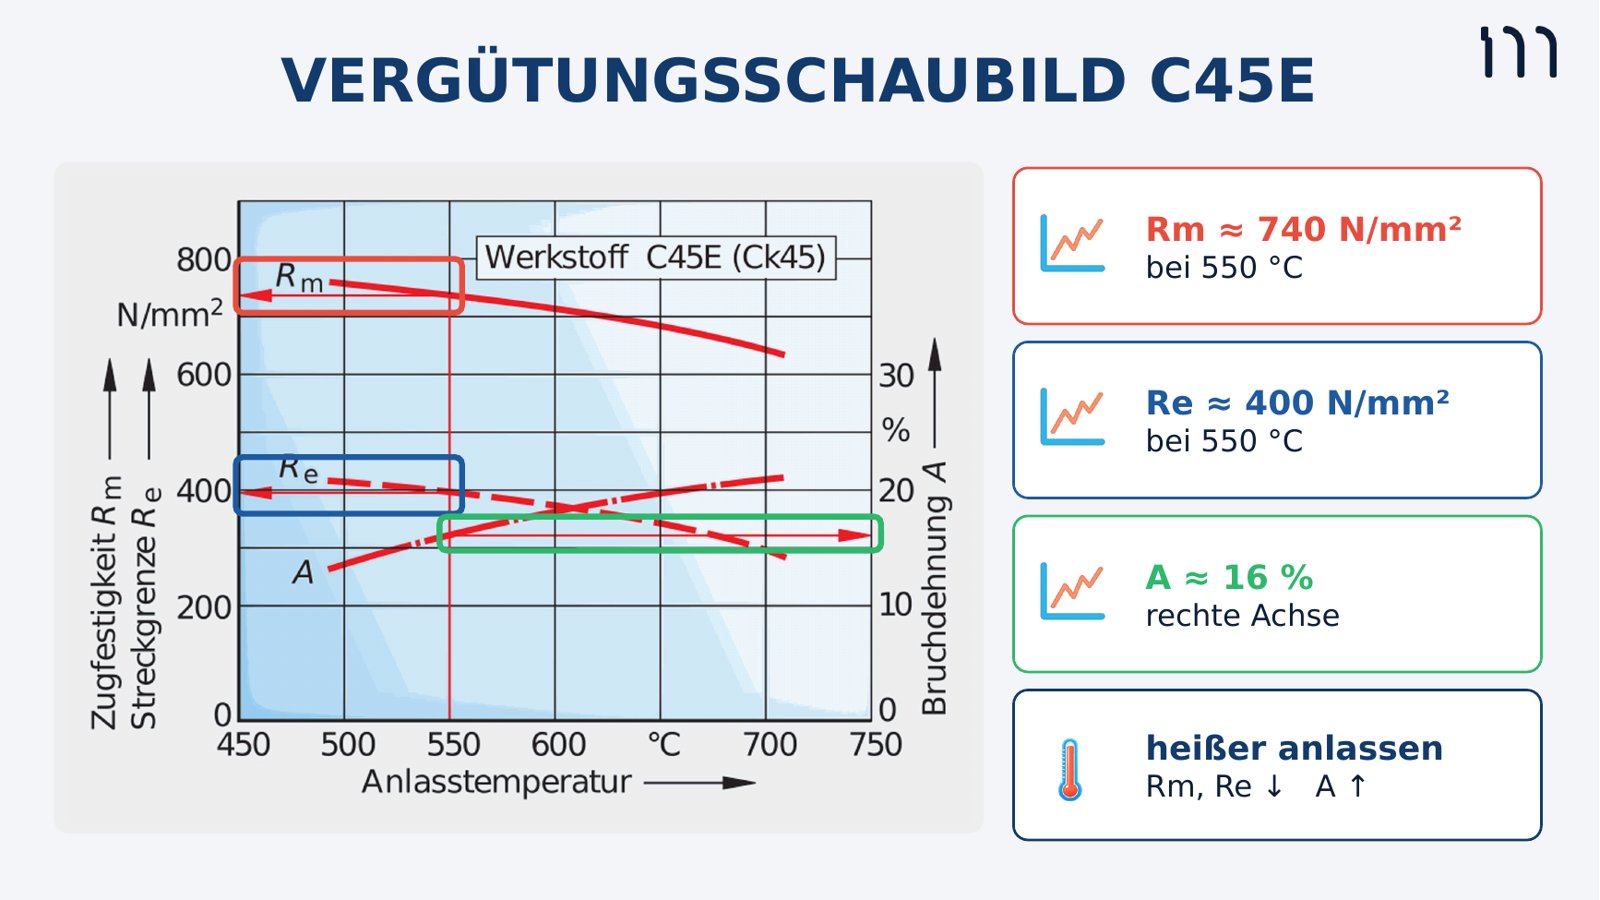 VERGÜTUNGSSCHAUBILD C45E
Werkstoff C45E (Ck45)
800
N/mm²
600
400
200
0
Rm
Re
A
Zugfestigkeit Rm
Streckgrenze Re
30
%
20
10
0
Bruchdehnung A
450 500 550 600 °C 700 750
Anlasstemperatur
Rm ≈ 740 N/mm²
bei 550 °C
Re ≈ 400 N/mm²
bei 550 °C
A ≈ 16 %
rechte Achse
heißer anlassen
Rm, Re ↓ A ↑